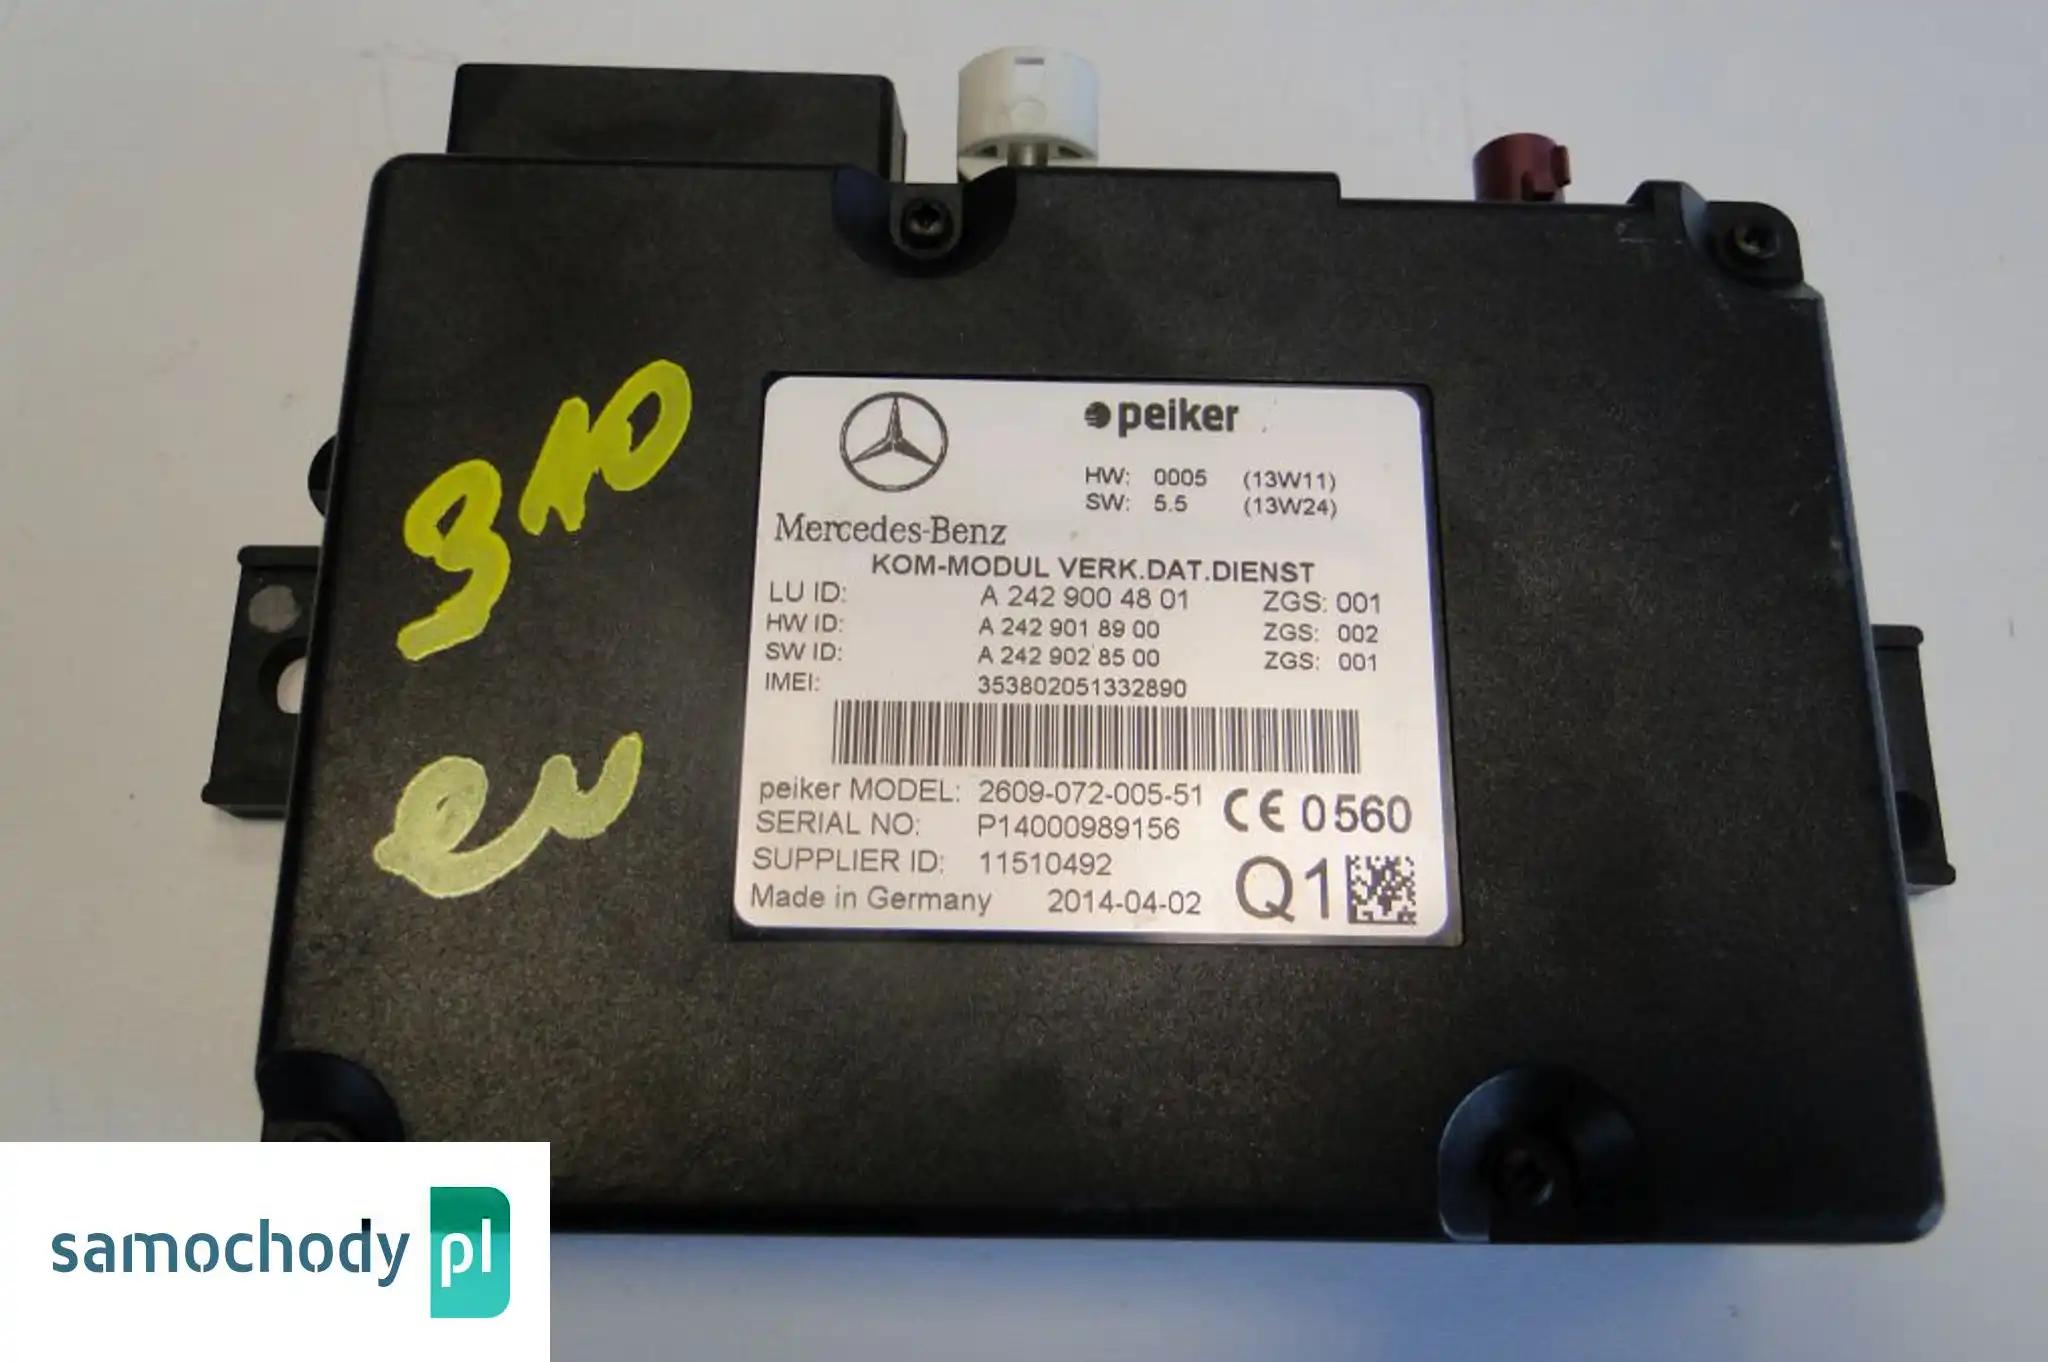 peiker
HW: 0005 (13W11)
SW: 5.5 (13W24)
Mercedes-Benz
KOM-MODUL VERK.DAT.DIENST
LU ID: A 242 900 48 01 ZGS: 001
HW ID: A 242 901 89 00 ZGS: 002
SW ID: A 242 902 85 00 ZGS: 001
IMEI: 353802051332890
peiker MODEL: 2609-072-005-51
CE 0560
SERIAL NO: P14000989156
SUPPLIER ID: 11510492
Q1
Made in Germany 2014-04-02
samochody pl